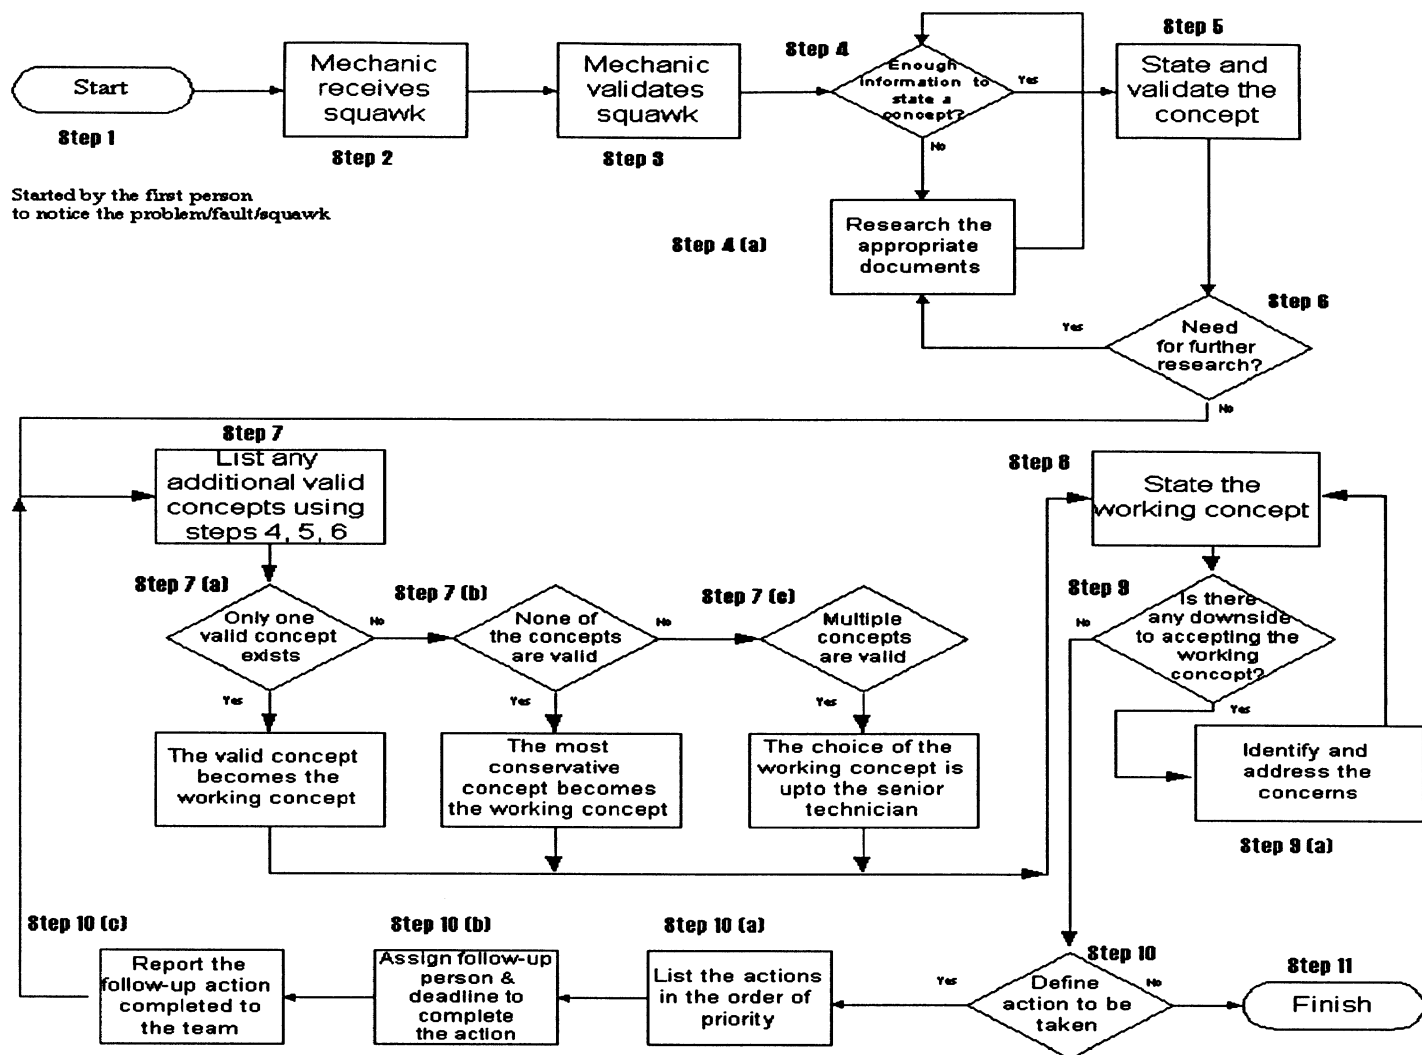 Start
Step 1
Started by the first person
to notice the problem/fault/squawk
Mechanic
receives
squawk
Step 2
Mechanic
validates
squawk
Step 3
Step 4
Enough
information to
state a
concept?
Yes
No
Step 4 (a)
Research the
appropriate
documents
Step 5
State and
validate the
concept
Step 6
Need
for further
research?
Yes
No
Step 7
List any
additional valid
concepts using
steps 4, 5, 6
Step 7 (a)
Only one
valid concept
exists
No
Yes
The valid concept
becomes the
working concept
Step 7 (b)
None of
the concepts
are valid
No
Yes
The most
conservative
concept becomes
the working concept
Step 7 (c)
Multiple
concepts
are valid
Yes
The choice of the
working concept is
upto the senior
technician
Step 8
State the
working concept
Step 9
Is there
any downside
to accepting the
working
concopt?
No
Yes
Identify and
address the
concerns
Step 9 (a)
Step 10
Define
action to be
taken
Yes
No
Step 11
Finish
Step 10 (a)
List the actions
in the order of
priority
Step 10 (b)
Assign follow-up
person &
deadline to
complete
the action
Step 10 (c)
Report the
follow-up action
completed to
the team